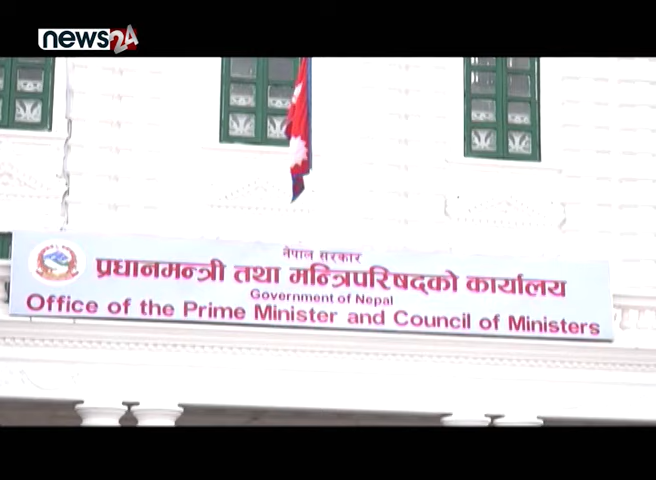 news24
नेपाल सरकार
प्रधानमन्त्री तथा मन्त्रिपरिषद्को कार्यालय
Government of Nepal
Office of the Prime Minister and Council of Ministers